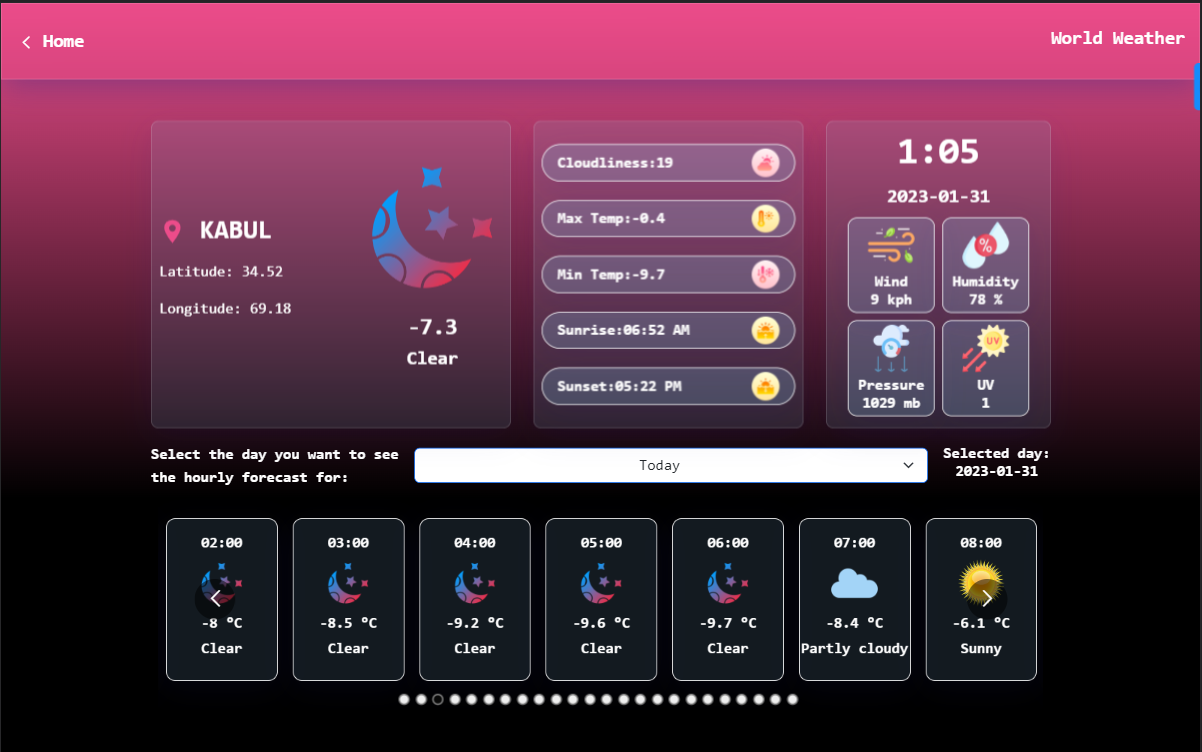 Home
World Weather
KABUL
Latitude: 34.52
Longitude: 69.18
-7.3
Clear
Cloudliness:19
Max Temp:-0.4
Min Temp:-9.7
Sunrise:06:52 AM
Sunset:05:22 PM
1:05
2023-01-31
Wind
9 kph
%
Humidity
78 %
Pressure
1029 mb
UV
UV
1
Select the day you want to see
the hourly forecast for:
Today
Selected day:
2023-01-31
02:00
-8 °C
Clear
03:00
-8.5 °C
Clear
04:00
-9.2 °C
Clear
05:00
-9.6 °C
Clear
06:00
-9.7 °C
Clear
07:00
-8.4 °C
Partly cloudy
08:00
-6.1 °C
Sunny